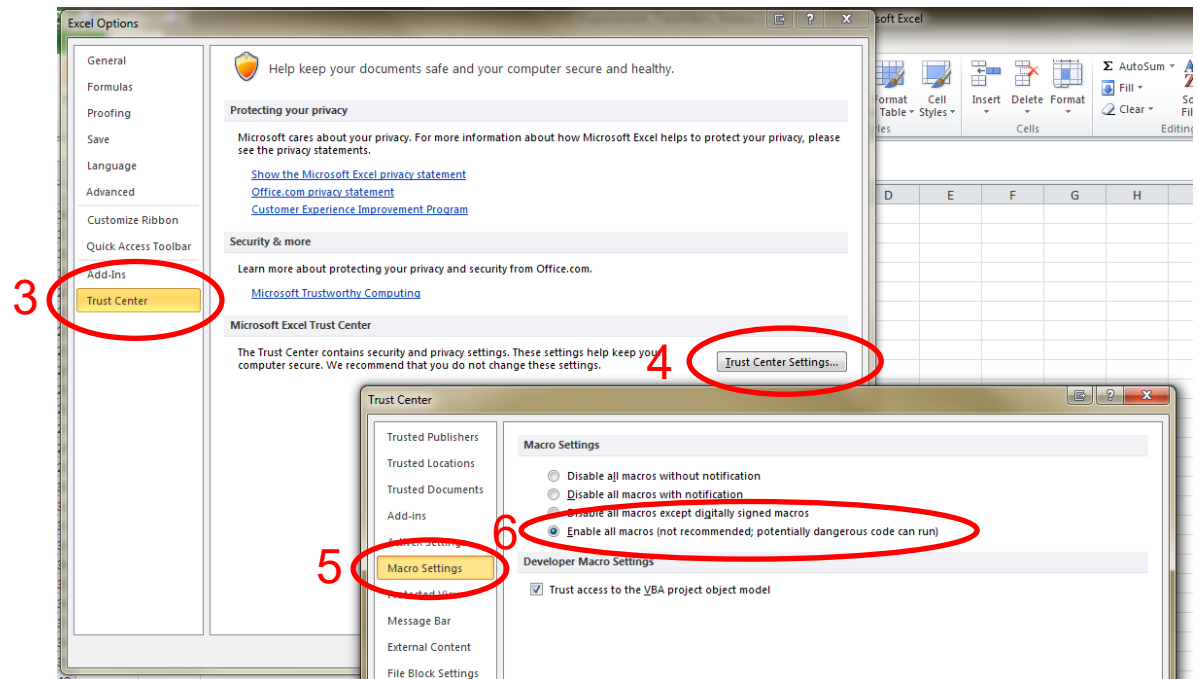 Excel Options
soft Excel
General
Formulas
Proofing
Save
Language
Advanced
Customize Ribbon
Quick Access Toolbar
Add-Ins
3
Trust Center
Help keep your documents safe and your computer secure and healthy.
Protecting your privacy
Microsoft cares about your privacy. For more information about how Microsoft Excel helps to protect your privacy, please
see the privacy statements.
Show the Microsoft Excel privacy statement
Office.com privacy statement
Customer Experience Improvement Program
Security & more
Learn more about protecting your privacy and security from Office.com.
Microsoft Trustworthy Computing
Microsoft Excel Trust Center
The Trust Center contains security and privacy settings. These settings help keep your
computer secure. We recommend that you do not change these settings.
4
Trust Center Settings...
Format Cell Insert Delete Format
Table Styles
Cells
Σ AutoSum
Fill
Clear
Editing
D E F G H
Trust Center
Trusted Publishers
Trusted Locations
Trusted Documents
Add-ins
ActiveX Settings
5
Macro Settings
Protected View
Message Bar
External Content
File Block Settings
Macro Settings
Disable all macros without notification
Disable all macros with notification
Disable all macros except digitally signed macros
6
Enable all macros (not recommended; potentially dangerous code can run)
Developer Macro Settings
Trust access to the VBA project object model